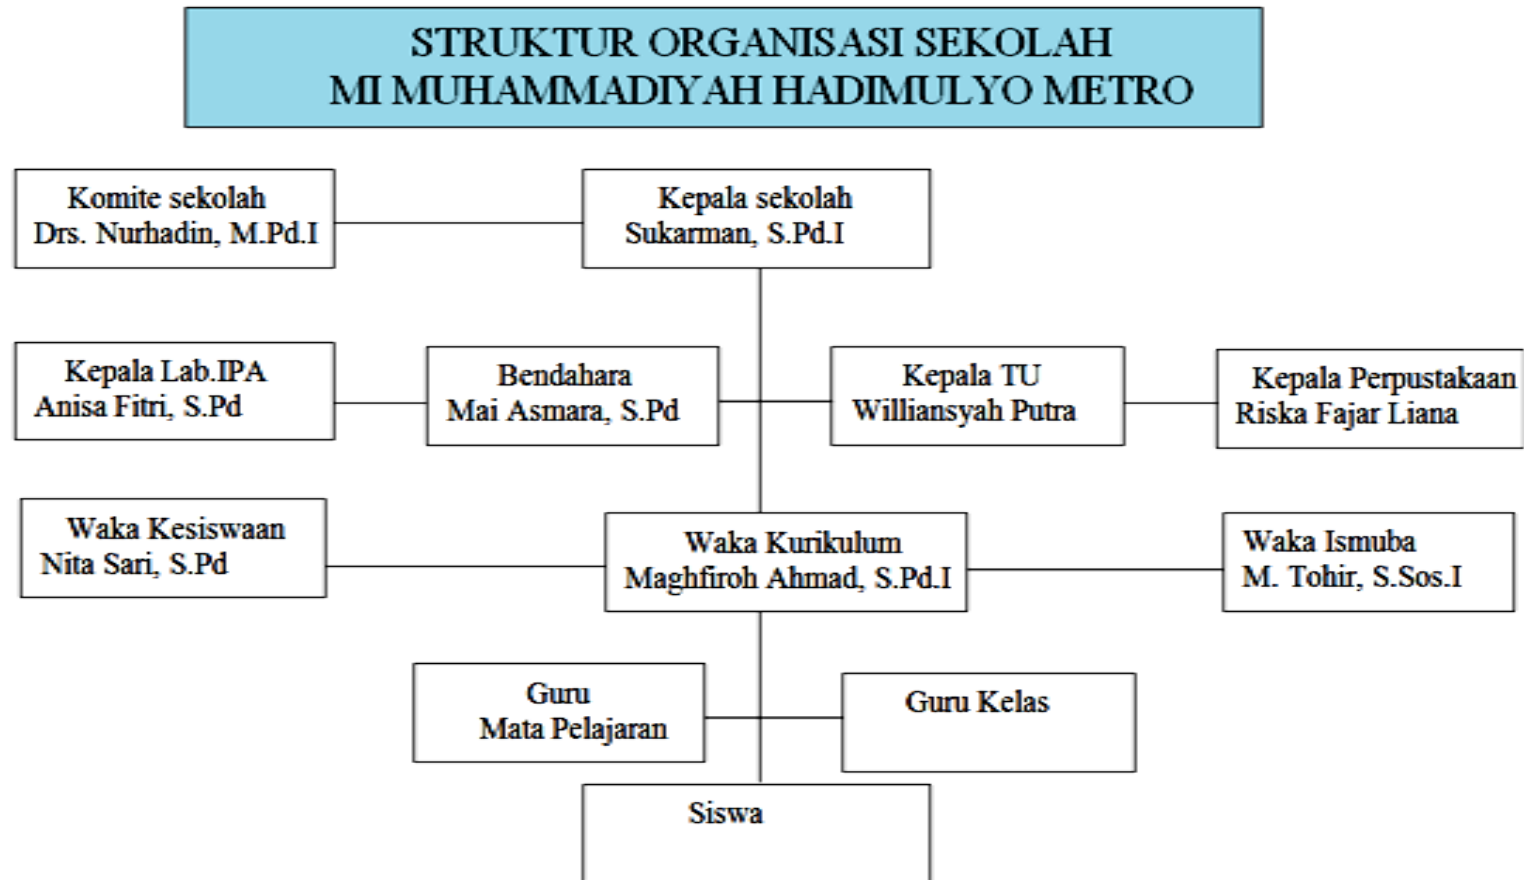 STRUKTUR ORGANISASI SEKOLAH
MI MUHAMMADIYAH HADIMULYO METRO
Komite sekolah
Drs. Nurhadin, M.Pd.I
Kepala sekolah
Sukarman, S.Pd.I
Kepala Lab.IPA
Anisa Fitri, S.Pd
Bendahara
Mai Asmara, S.Pd
Kepala TU
Williansyah Putra
Kepala Perpustakaan
Riska Fajar Liana
Waka Kesiswaan
Nita Sari, S.Pd
Waka Kurikulum
Maghfiroh Ahmad, S.Pd.I
Waka Ismuba
M. Tohir, S.Sos.I
Guru
Mata Pelajaran
Guru Kelas
Siswa